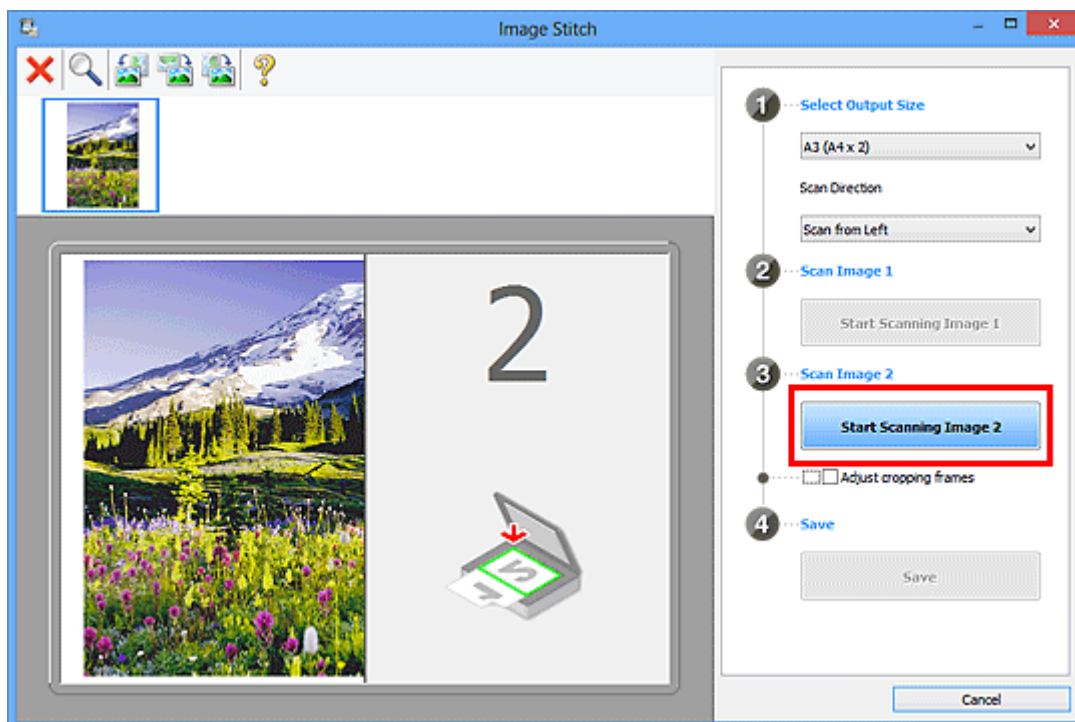 Image Stitch
1
Select Output Size
A3 (A4 x 2)
Scan Direction
Scan from Left
2
Scan Image 1
Start Scanning Image 1
3
Scan Image 2
Start Scanning Image 2
Adjust cropping frames
4
Save
Save
2
1
2
Cancel